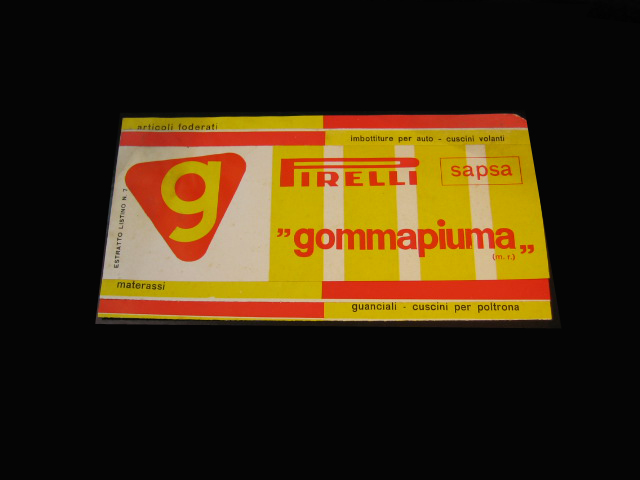 articoli foderati
imbottiture per auto - cuscini volanti
ESTRATTO LISTINO N. 7
g
PIRELLI
sapsa
"gommapiuma„
(m. r.)
materassi
guanciali - cuscini per poltrona